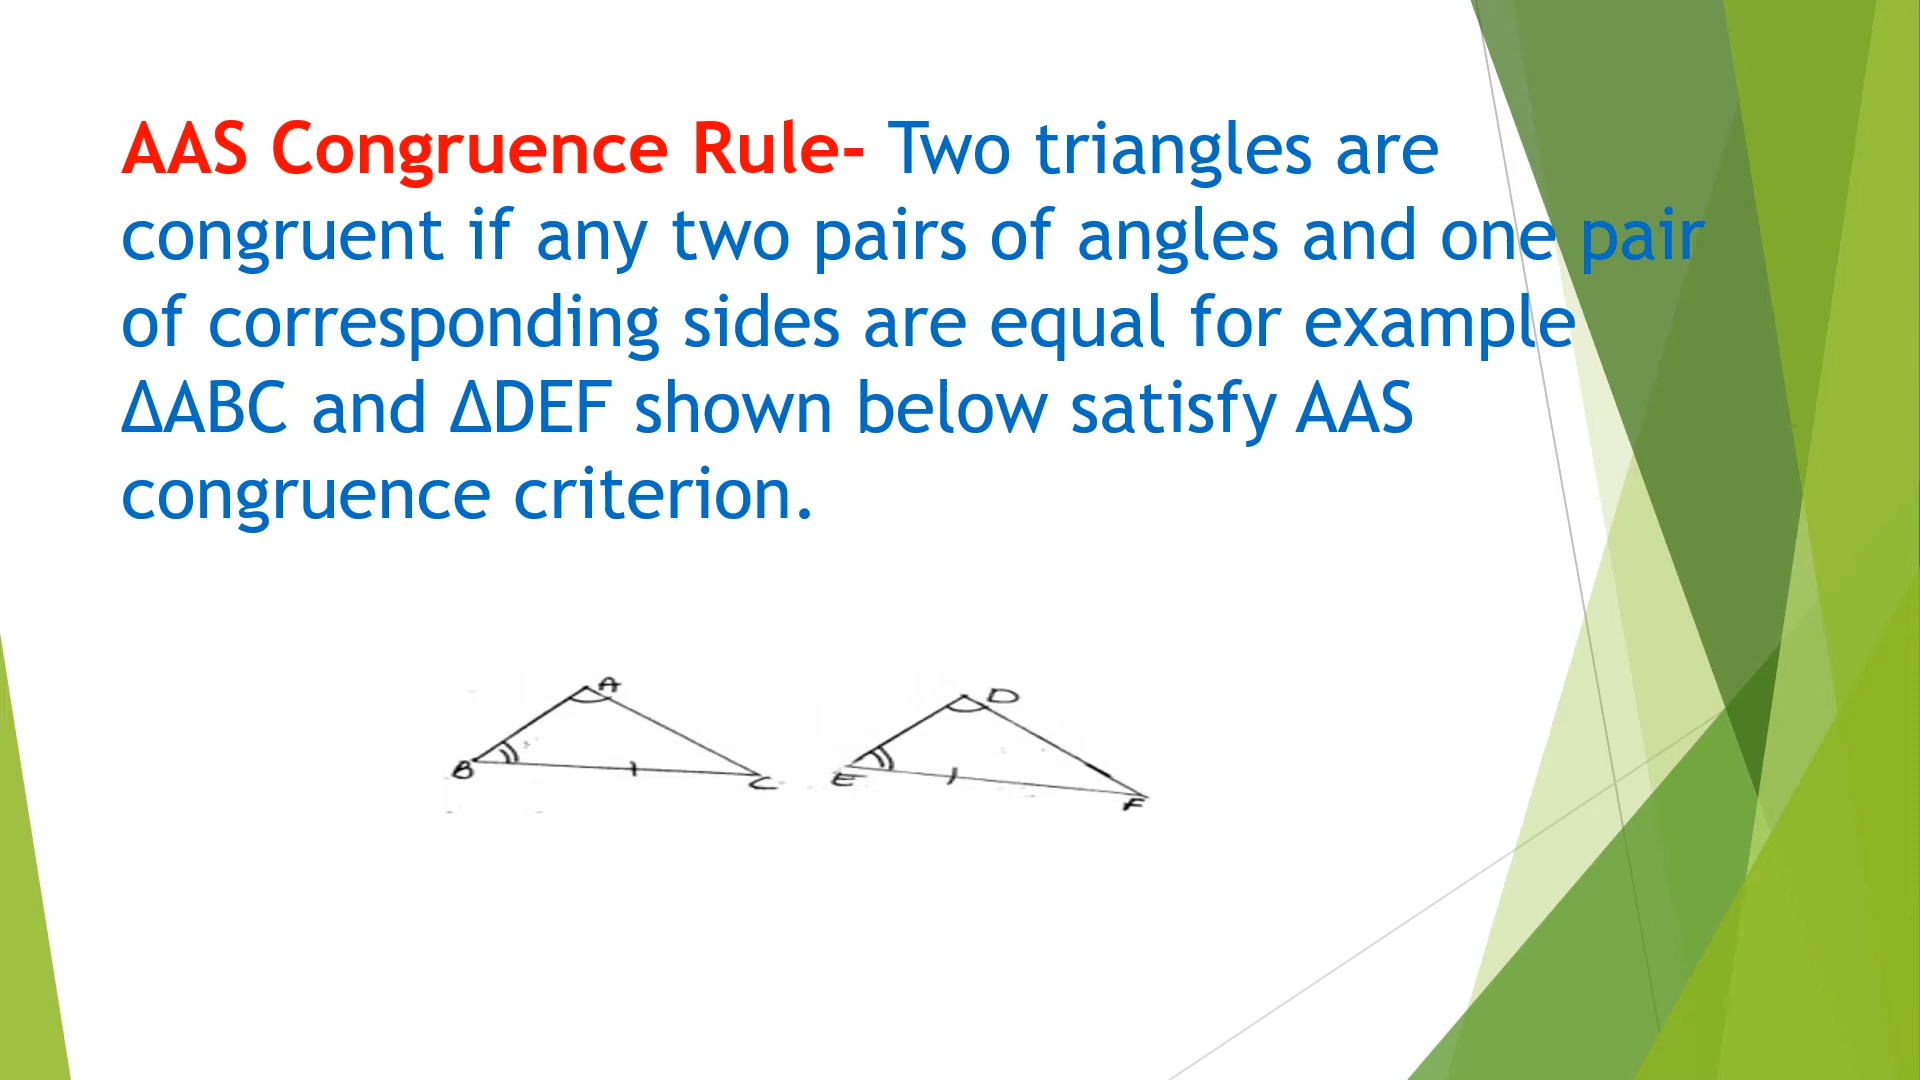 AAS Congruence Rule- Two triangles are
congruent if any two pairs of angles and one pair
of corresponding sides are equal for example
ΔABC and ΔDEF shown below satisfy AAS
congruence criterion.
A
D
B
C
E
F